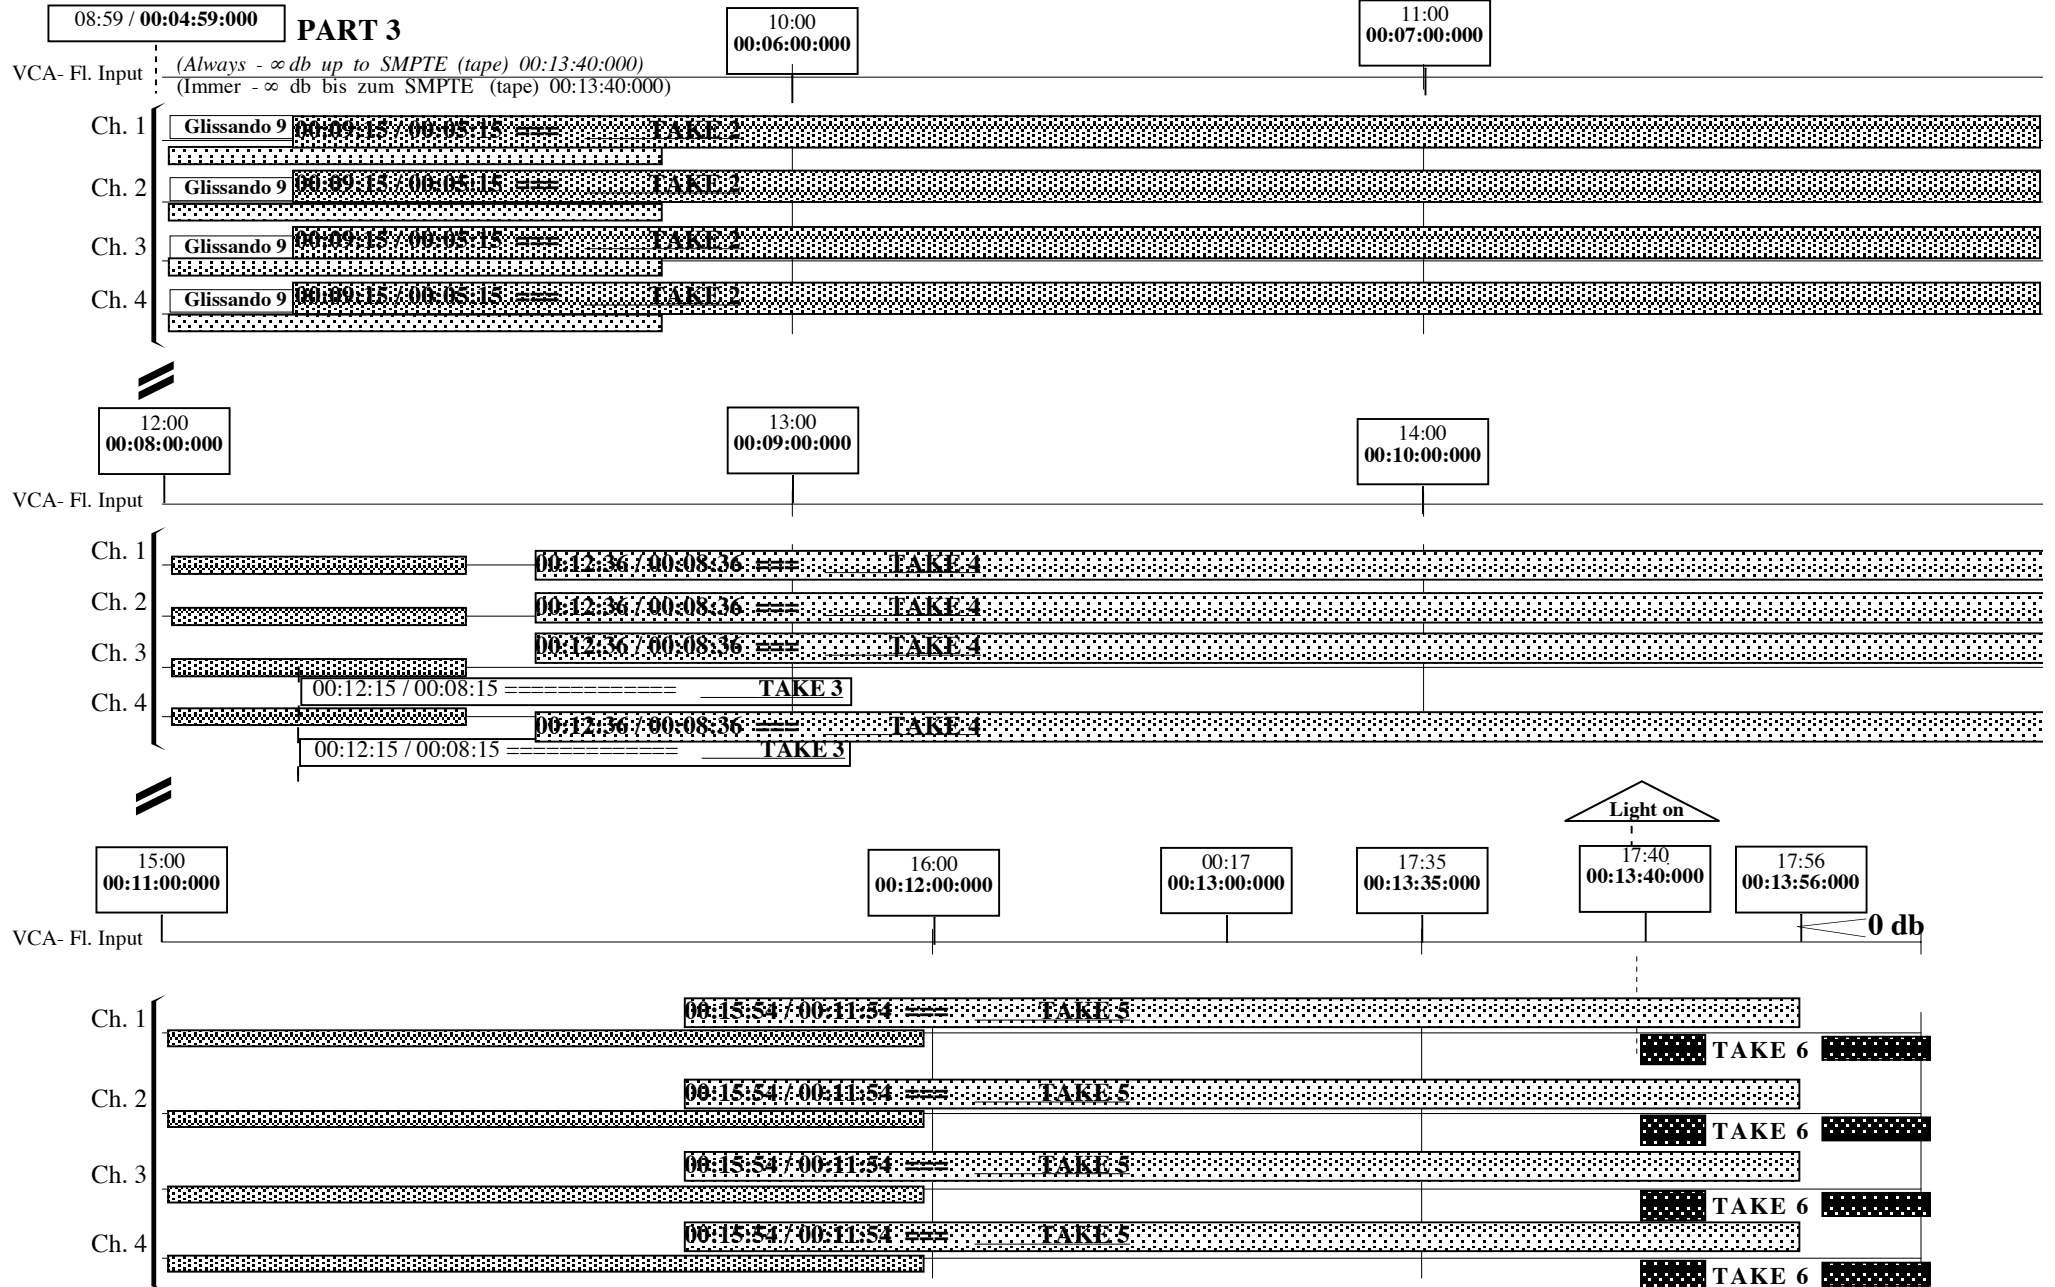 08:59 / 00:04:59:000
PART 3
10:00
00:06:00:000
11:00
00:07:00:000
VCA- Fl. Input
(Always - ∞ db up to SMPTE (tape) 00:13:40:000)
(Immer - ∞ db bis zum SMPTE (tape) 00:13:40:000)
Ch. 1 Glissando 9 00:09:15 / 00:05:15 === TAKE 2
Ch. 2 Glissando 9 00:09:15 / 00:05:15 === TAKE 2
Ch. 3 Glissando 9 00:09:15 / 00:05:15 === TAKE 2
Ch. 4 Glissando 9 00:09:15 / 00:05:15 === TAKE 2
12:00
00:08:00:000
13:00
00:09:00:000
14:00
00:10:00:000
VCA- Fl. Input
Ch. 1 00:12:36 / 00:08:36 === TAKE 4
Ch. 2 00:12:36 / 00:08:36 === TAKE 4
Ch. 3 00:12:36 / 00:08:36 === TAKE 4
00:12:15 / 00:08:15 ============= TAKE 3
Ch. 4 00:12:36 / 00:08:36 === TAKE 4
00:12:15 / 00:08:15 ============= TAKE 3
Light on
15:00
00:11:00:000
16:00
00:12:00:000
00:17
00:13:00:000
17:35
00:13:35:000
17:40
00:13:40:000
17:56
00:13:56:000
VCA- Fl. Input
0 db
Ch. 1 00:15:54 / 00:11:54 === TAKE 5
TAKE 6
Ch. 2 00:15:54 / 00:11:54 === TAKE 5
TAKE 6
Ch. 3 00:15:54 / 00:11:54 === TAKE 5
TAKE 6
Ch. 4 00:15:54 / 00:11:54 === TAKE 5
TAKE 6